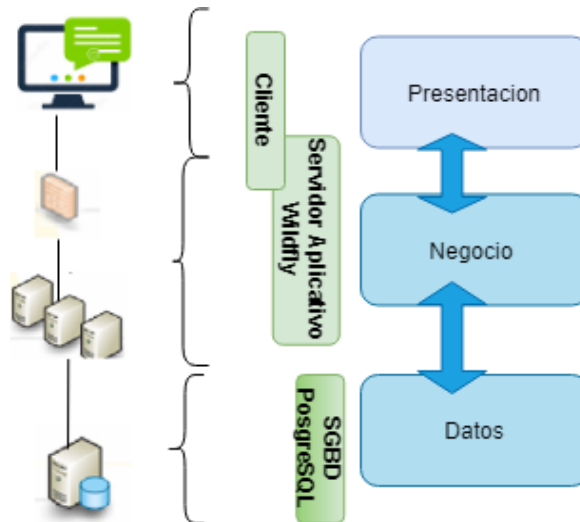 Cliente
Servidor Aplicativo
Wildfly
SGBD
PosgreSQL
Presentacion
Negocio
Datos